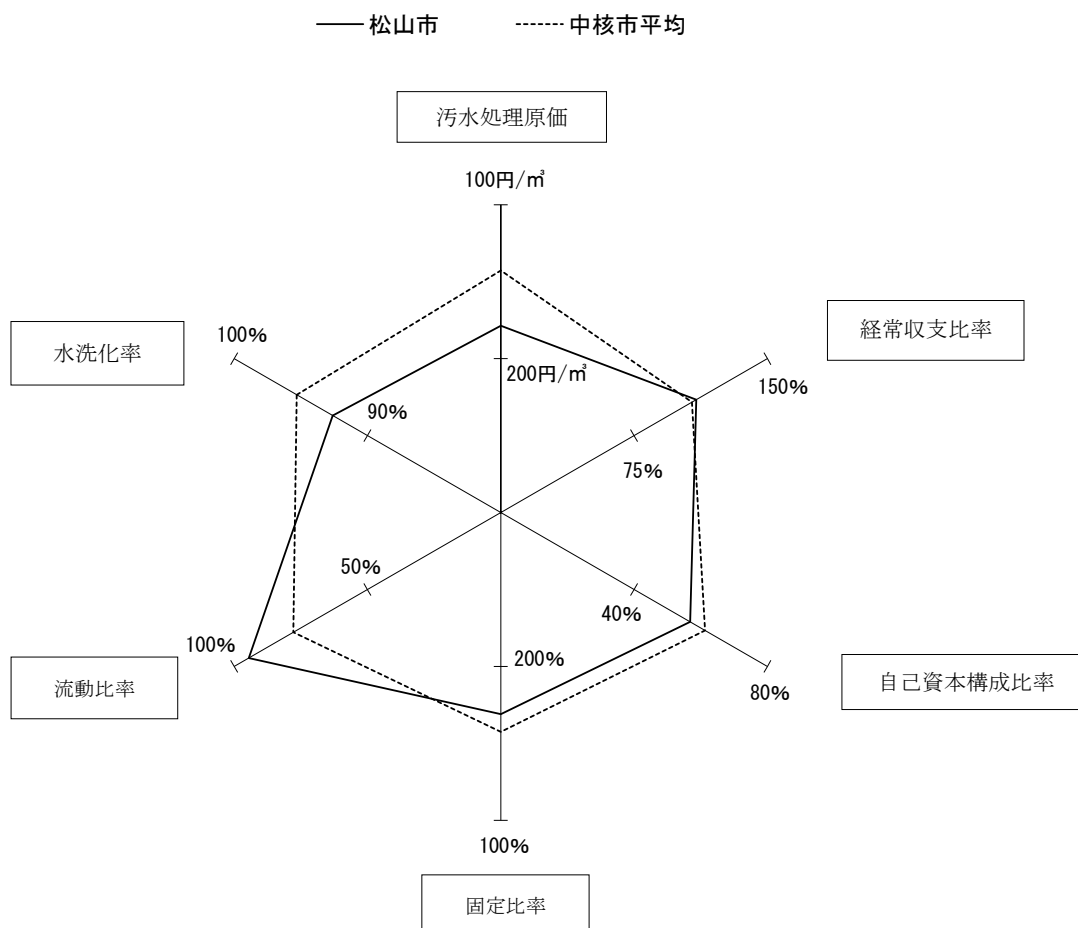 松山市 中核市平均
汚水処理原価
100円/㎥
経常収支比率
水洗化率
100%
200円/㎥
150%
90%
75%
50%
40%
100%
200%
流動比率
自己資本構成比率
80%
100%
固定比率